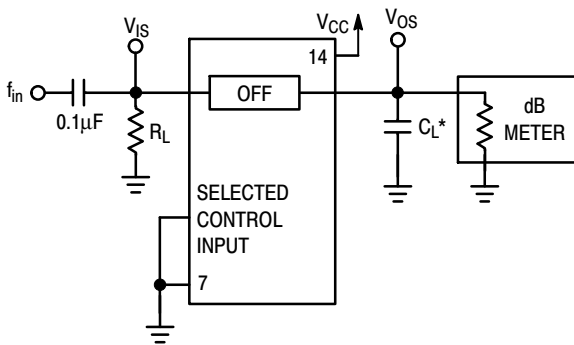 V_IS
V_CC
V_OS
14
f_in
0.1µF
R_L
OFF
C_L*
dB
METER
SELECTED
CONTROL
INPUT
7